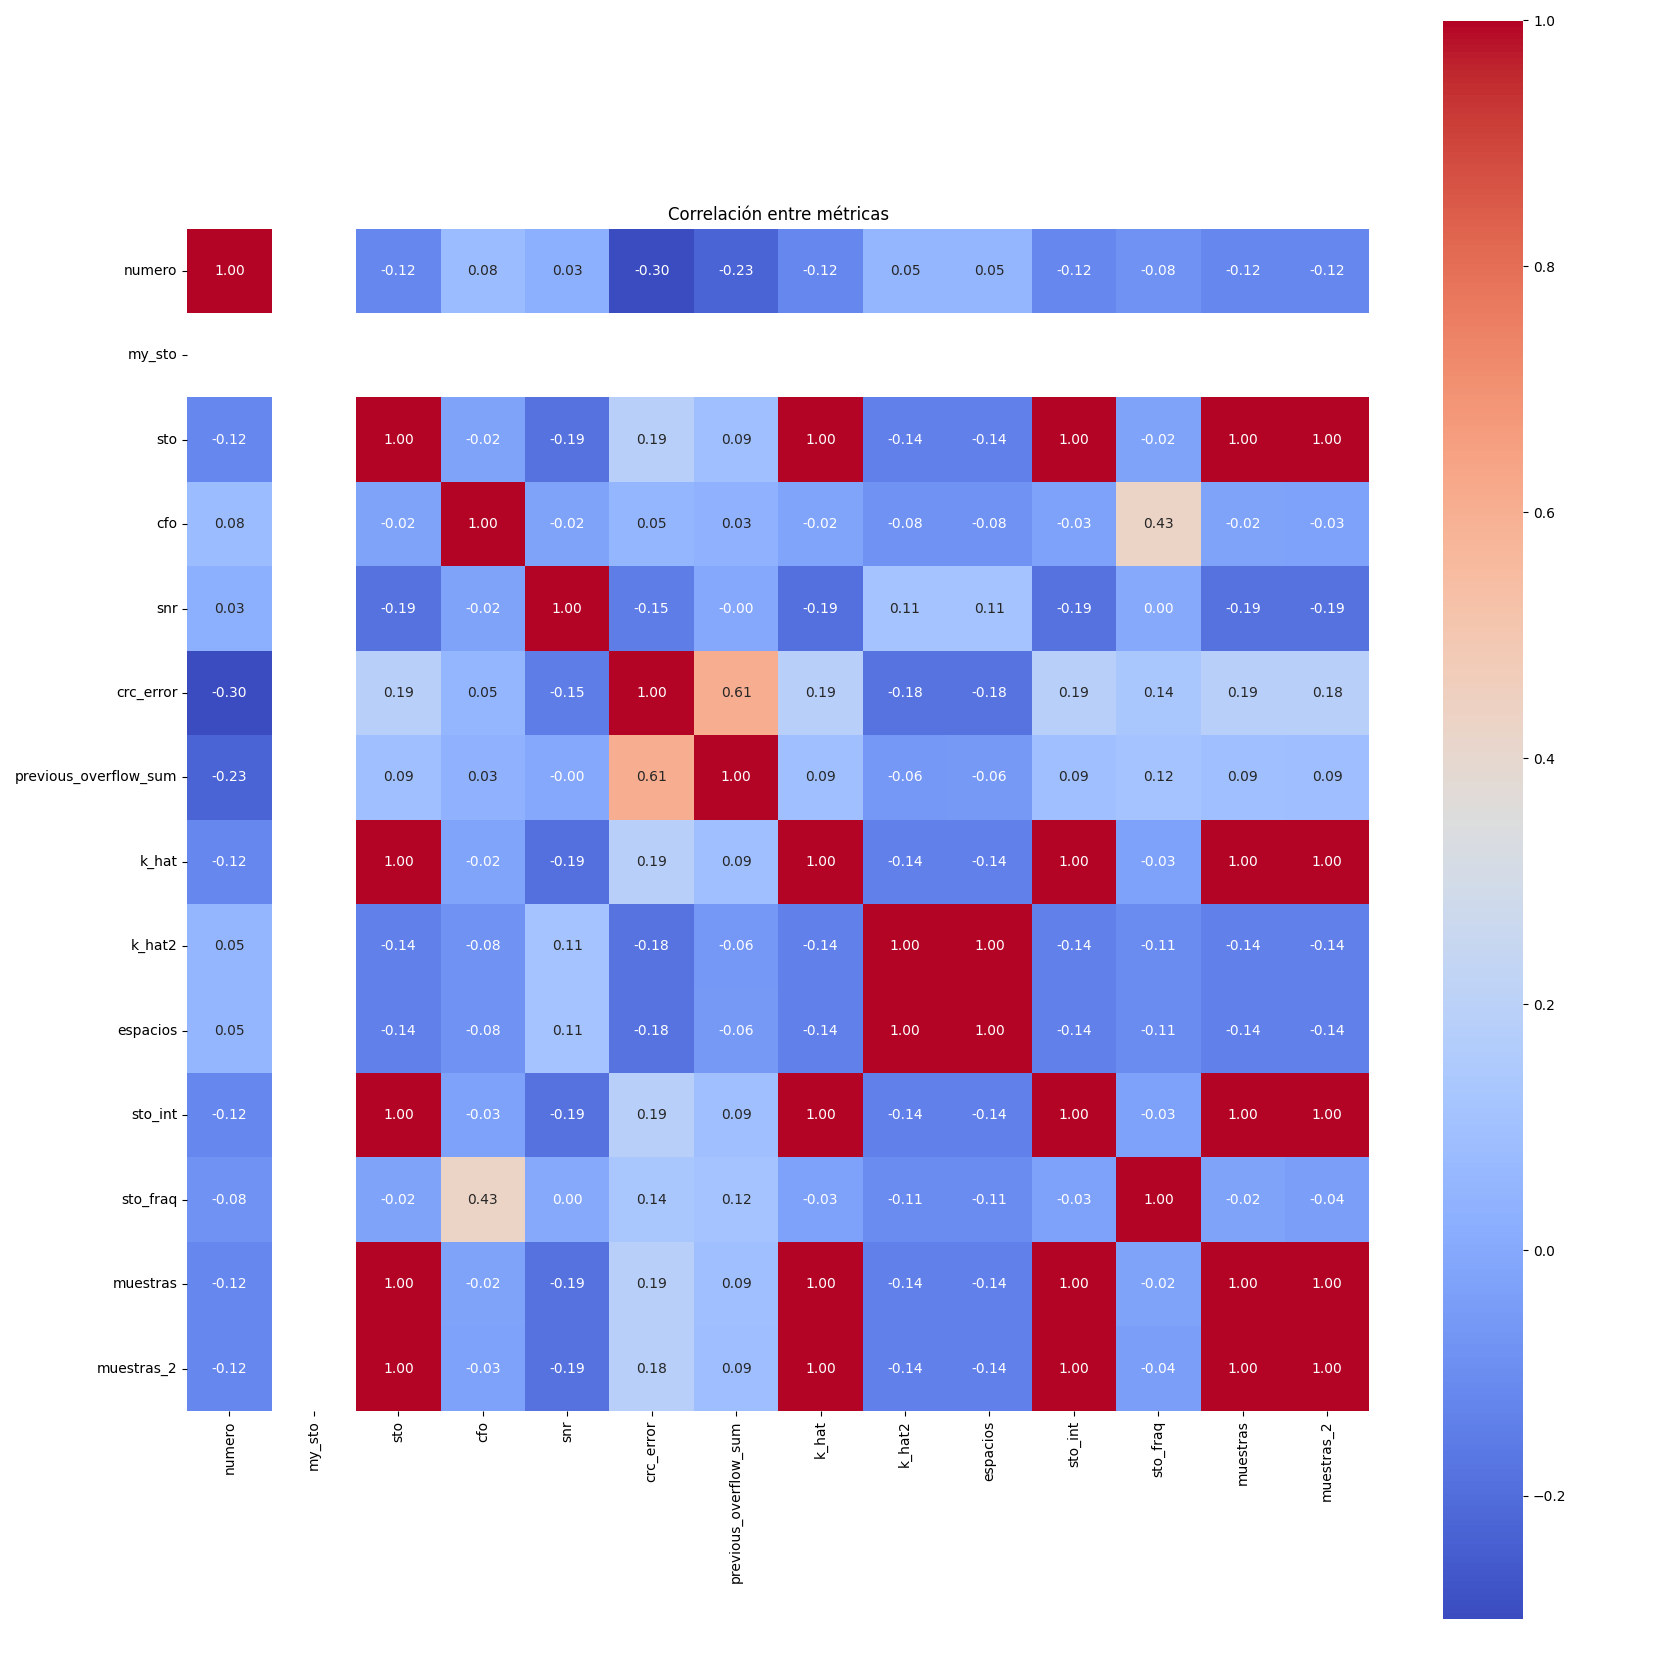 Correlación entre métricas
numero 1.00 -0.12 0.08 0.03 -0.30 -0.23 -0.12 0.05 0.05 -0.12 -0.08 -0.12 -0.12
my_sto
sto -0.12 1.00 -0.02 -0.19 0.19 0.09 1.00 -0.14 -0.14 1.00 -0.02 1.00 1.00
cfo 0.08 -0.02 1.00 -0.02 0.05 0.03 -0.02 -0.08 -0.08 -0.03 0.43 -0.02 -0.03
snr 0.03 -0.19 -0.02 1.00 -0.15 -0.00 -0.19 0.11 0.11 -0.19 0.00 -0.19 -0.19
crc_error -0.30 0.19 0.05 -0.15 1.00 0.61 0.19 -0.18 -0.18 0.19 0.14 0.19 0.18
previous_overflow_sum -0.23 0.09 0.03 -0.00 0.61 1.00 0.09 -0.06 -0.06 0.09 0.12 0.09 0.09
k_hat -0.12 1.00 -0.02 -0.19 0.19 0.09 1.00 -0.14 -0.14 1.00 -0.03 1.00 1.00
k_hat2 0.05 -0.14 -0.08 0.11 -0.18 -0.06 -0.14 1.00 1.00 -0.14 -0.11 -0.14 -0.14
espacios 0.05 -0.14 -0.08 0.11 -0.18 -0.06 -0.14 1.00 1.00 -0.14 -0.11 -0.14 -0.14
sto_int -0.12 1.00 -0.03 -0.19 0.19 0.09 1.00 -0.14 -0.14 1.00 -0.03 1.00 1.00
sto_fraq -0.08 -0.02 0.43 0.00 0.14 0.12 -0.03 -0.11 -0.11 -0.03 1.00 -0.02 -0.04
muestras -0.12 1.00 -0.02 -0.19 0.19 0.09 1.00 -0.14 -0.14 1.00 -0.02 1.00 1.00
muestras_2 -0.12 1.00 -0.03 -0.19 0.18 0.09 1.00 -0.14 -0.14 1.00 -0.04 1.00 1.00
numero
my_sto
sto
cfo
snr
crc_error
previous_overflow_sum
k_hat
k_hat2
espacios
sto_int
sto_fraq
muestras
muestras_2
1.0
0.8
0.6
0.4
0.2
0.0
−0.2